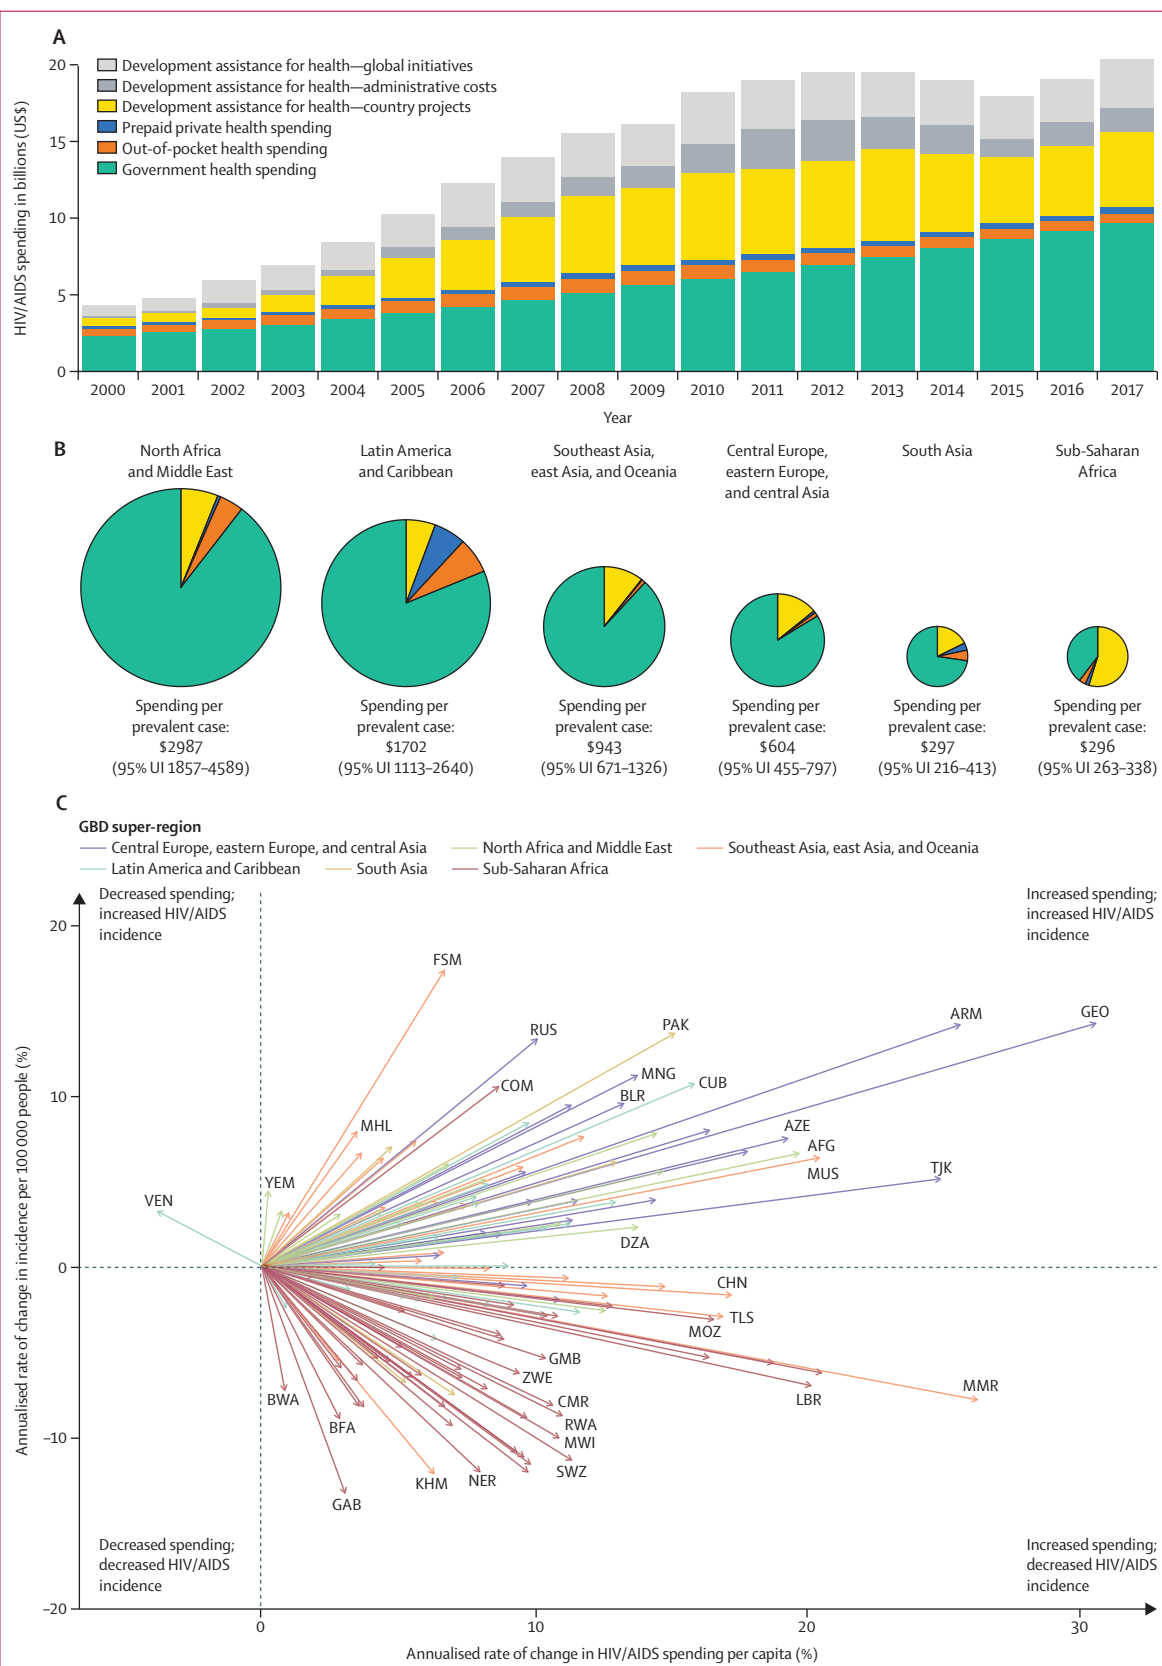 A
20
15
10
5
0
HIV/AIDS spending in billions (US$)
Development assistance for health—global initiatives
Development assistance for health—administrative costs
Development assistance for health—country projects
Prepaid private health spending
Out-of-pocket health spending
Government health spending
2000 2001 2002 2003 2004 2005 2006 2007 2008 2009 2010 2011 2012 2013 2014 2015 2016 2017
Year
B
North Africa
and Middle East
Spending per
prevalent case:
$2987
(95% UI 1857–4589)
Latin America
and Caribbean
Spending per
prevalent case:
$1702
(95% UI 1113–2640)
Southeast Asia,
east Asia, and Oceania
Spending per
prevalent case:
$943
(95% UI 671–1326)
Central Europe,
eastern Europe,
and central Asia
Spending per
prevalent case:
$604
(95% UI 455–797)
South Asia
Spending per
prevalent case:
$297
(95% UI 216–413)
Sub-Saharan
Africa
Spending per
prevalent case:
$296
(95% UI 263–338)
C
GBD super-region
Central Europe, eastern Europe, and central Asia
North Africa and Middle East
Southeast Asia, east Asia, and Oceania
Latin America and Caribbean
South Asia
Sub-Saharan Africa
Decreased spending;
increased HIV/AIDS
incidence
Increased spending;
increased HIV/AIDS
incidence
20
10
0
–10
–20
Annualised rate of change in incidence per 100 000 people (%)
FSM
RUS
PAK
ARM
GEO
COM
MNG
CUB
BLR
MHL
AZE
AFG
MUS
TJK
YEM
VEN
DZA
CHN
TLS
MOZ
GMB
ZWE
MMR
LBR
BWA
CMR
BFA
RWA
MWI
SWZ
KHM
NER
GAB
Decreased spending;
decreased HIV/AIDS
incidence
Increased spending;
decreased HIV/AIDS
incidence
0 10 20 30
Annualised rate of change in HIV/AIDS spending per capita (%)